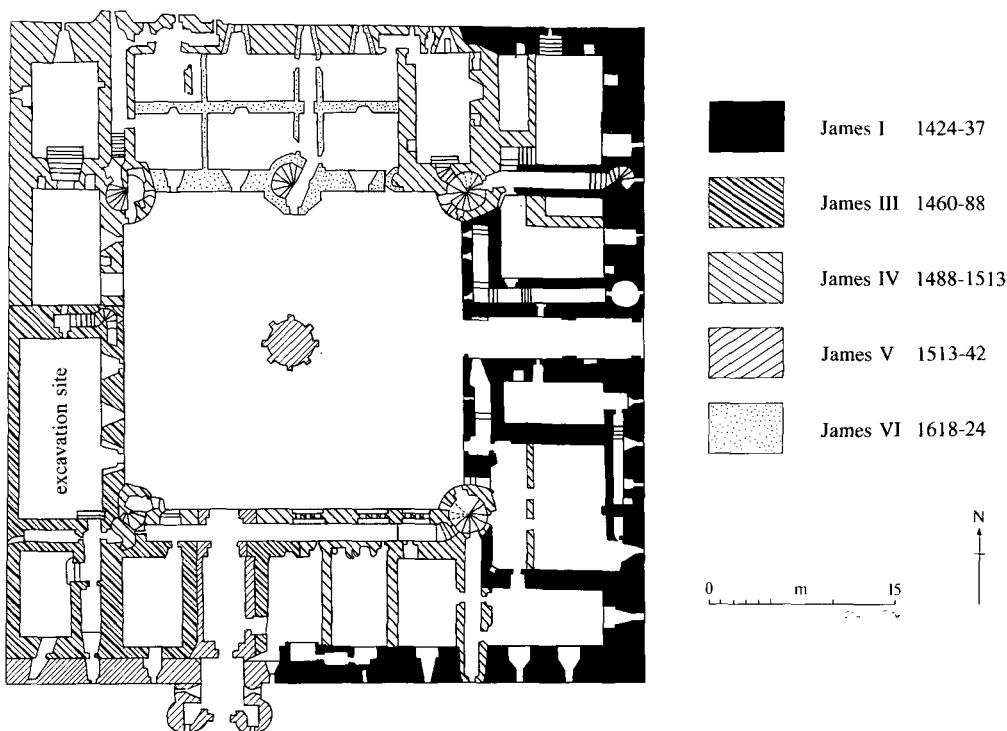 James I 1424-37
James III 1460-88
James IV 1488-1513
James V 1513-42
James VI 1618-24
excavation site
N
0 m 15